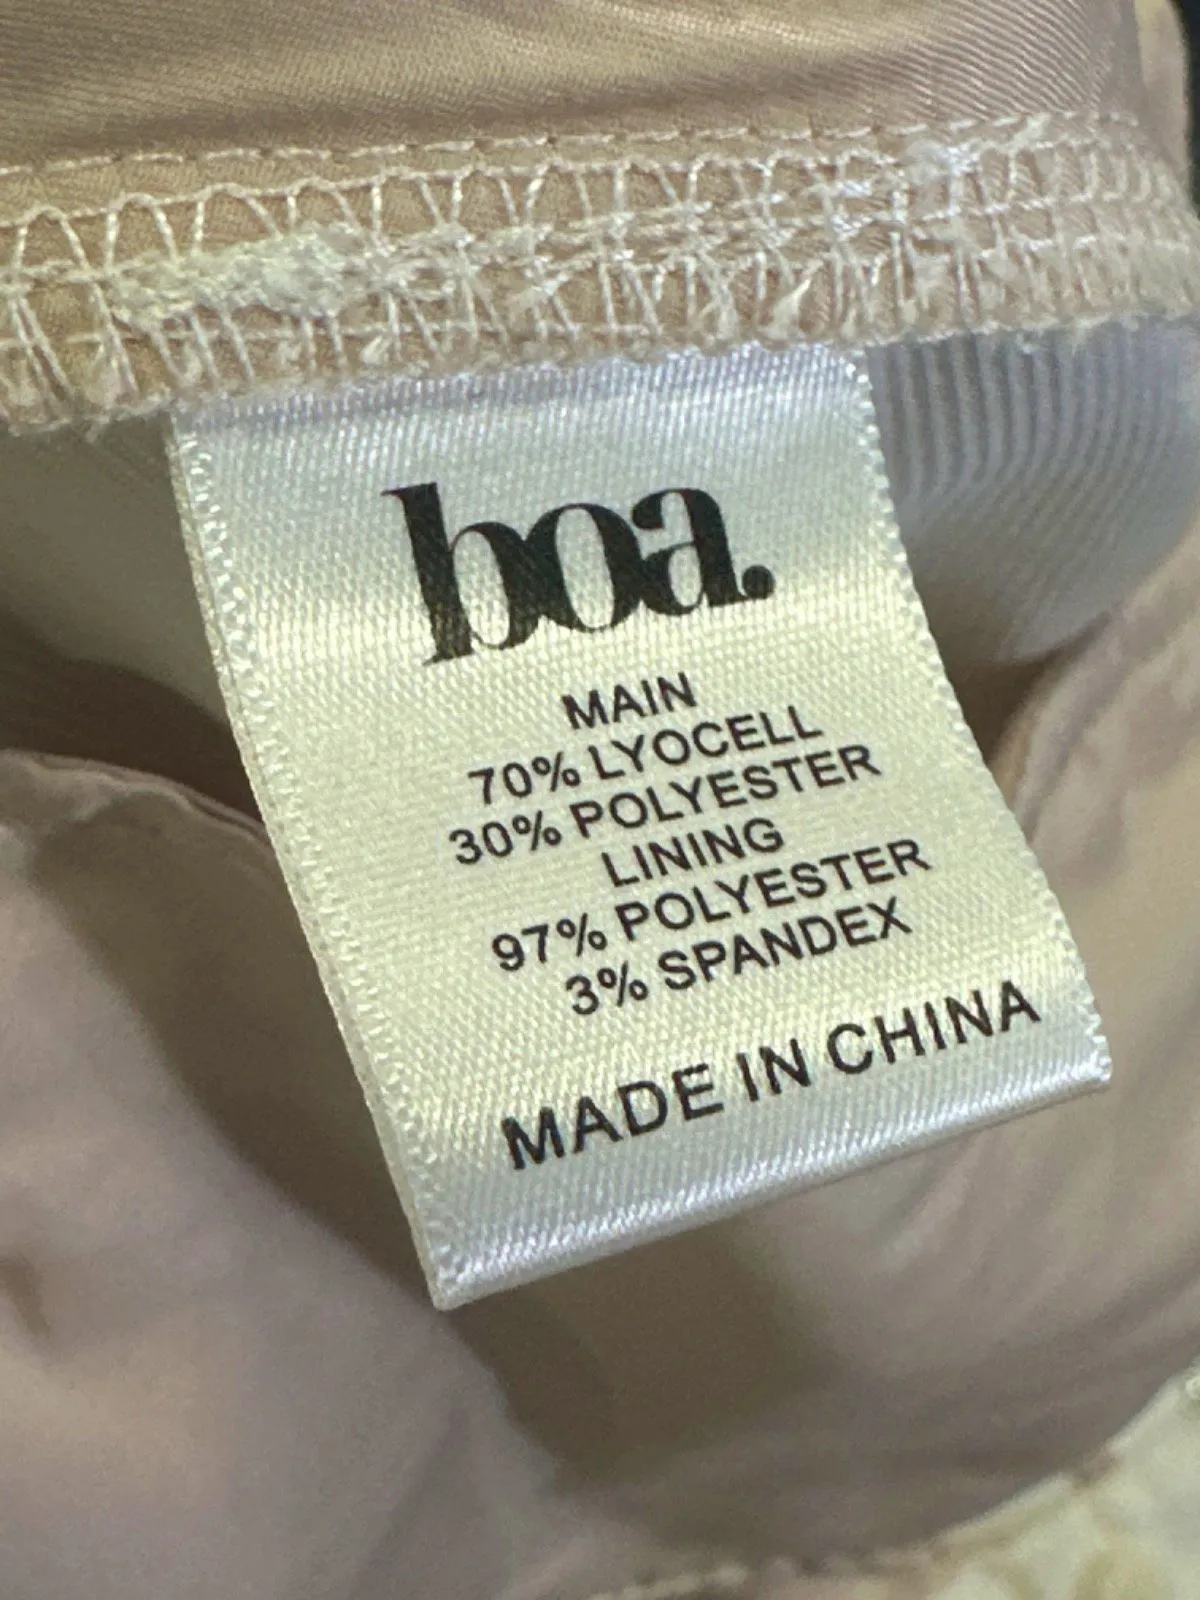 boa.
MAIN
70% LYOCELL
30% POLYESTER
LINING
97% POLYESTER
3% SPANDEX
MADE IN CHINA